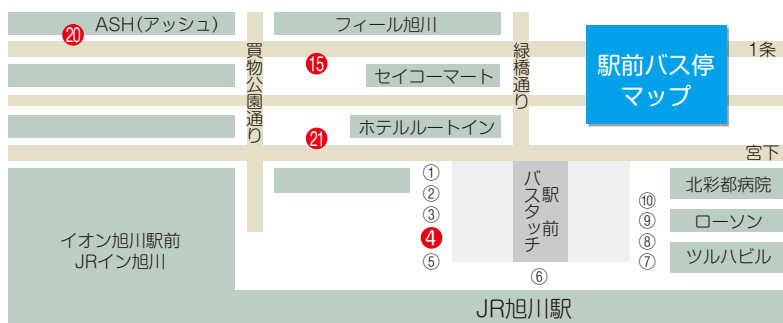 ⑳ ASH(アッシュ)
フィール旭川
1条
買物公園通り
緑橋通り
駅前バス停
マップ
⑮
セイコーマート
㉑
ホテルルートイン
宮下
①
②
③
④
⑤
駅前
バスタッチ
⑥
⑩
⑨
⑧
⑦
北彩都病院
ローソン
ツルハビル
イオン旭川駅前
JRイン旭川
JR旭川駅